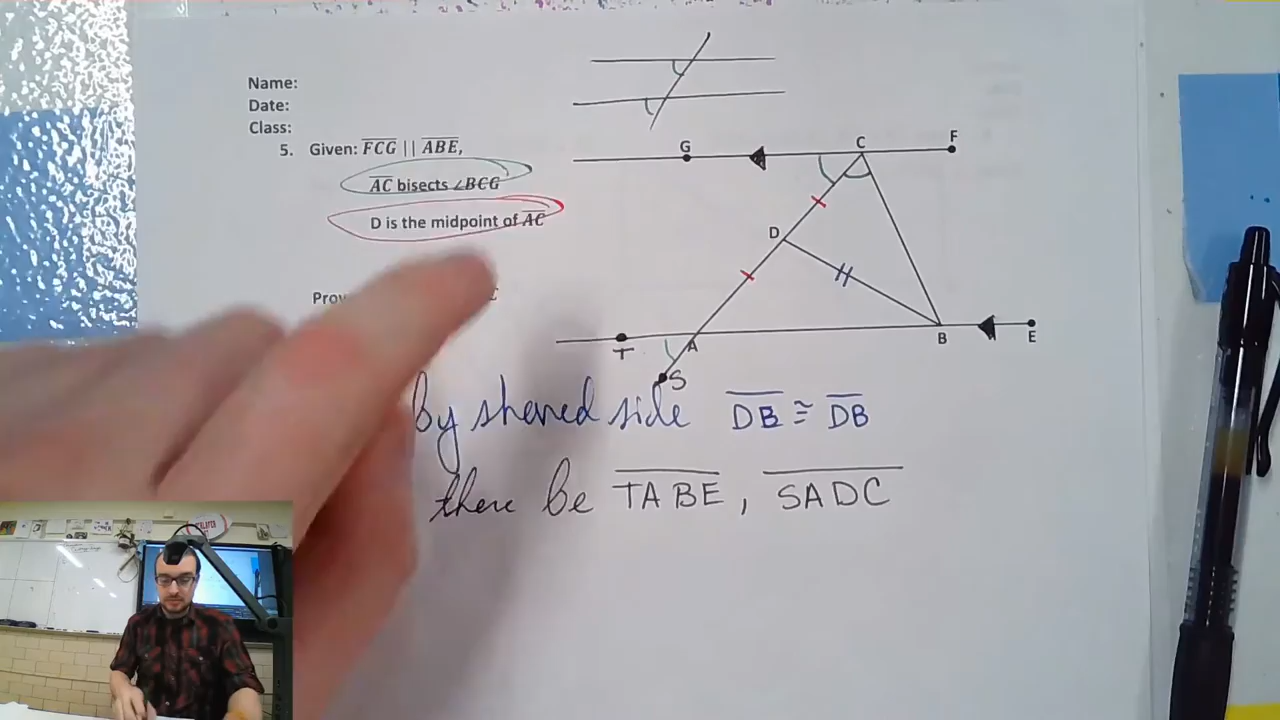 Name:
Date:
Class:
5. Given: FCG || ABE,
AC bisects ∠BCG
D is the midpoint of AC
G
C
F
D
T
A
S
B
E
By shared side DB ≅ DB
there be TABE, SADC